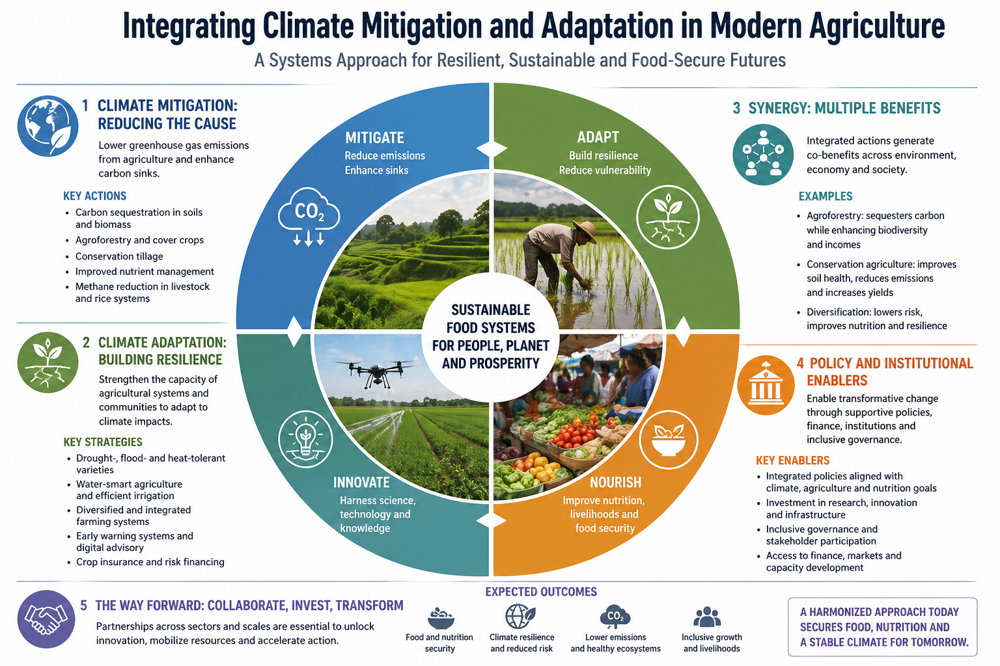 Integrating Climate Mitigation and Adaptation in Modern Agriculture
A Systems Approach for Resilient, Sustainable and Food-Secure Futures
1 CLIMATE MITIGATION:
REDUCING THE CAUSE
Lower greenhouse gas emissions
from agriculture and enhance
carbon sinks.
KEY ACTIONS
• Carbon sequestration in soils
and biomass
• Agroforestry and cover crops
• Conservation tillage
• Improved nutrient management
• Methane reduction in livestock
and rice systems
2 CLIMATE ADAPTATION:
BUILDING RESILIENCE
Strengthen the capacity of
agricultural systems and
communities to adapt to
climate impacts.
KEY STRATEGIES
• Drought-, flood- and heat-tolerant
varieties
• Water-smart agriculture
and efficient irrigation
• Diversified and integrated
farming systems
• Early warning systems and
digital advisory
• Crop insurance and risk financing
MITIGATE
Reduce emissions
Enhance sinks
CO₂
ADAPT
Build resilience
Reduce vulnerability
SUSTAINABLE
FOOD SYSTEMS
FOR PEOPLE, PLANET
AND PROSPERITY
INNOVATE
Harness science,
technology and
knowledge
NOURISH
Improve nutrition,
livelihoods and
food security
3 SYNERGY: MULTIPLE BENEFITS
Integrated actions generate
co-benefits across environment,
economy and society.
EXAMPLES
• Agroforestry: sequesters carbon
while enhancing biodiversity
and incomes
• Conservation agriculture: improves
soil health, reduces emissions
and increases yields
• Diversification: lowers risk,
improves nutrition and resilience
4 POLICY AND INSTITUTIONAL
ENABLERS
Enable transformative change
through supportive policies,
finance, institutions and
inclusive governance.
KEY ENABLERS
• Integrated policies aligned with
climate, agriculture and nutrition goals
• Investment in research, innovation
and infrastructure
• Inclusive governance and
stakeholder participation
• Access to finance, markets and
capacity development
5 THE WAY FORWARD: COLLABORATE, INVEST, TRANSFORM
Partnerships across sectors and scales are essential to unlock
innovation, mobilize resources and accelerate action.
EXPECTED OUTCOMES
Food and nutrition
security
Climate resilience
and reduced risk
CO₂
Lower emissions
and healthy ecosystems
Inclusive growth
and livelihoods
A HARMONIZED APPROACH TODAY
SECURES FOOD, NUTRITION AND
A STABLE CLIMATE FOR TOMORROW.